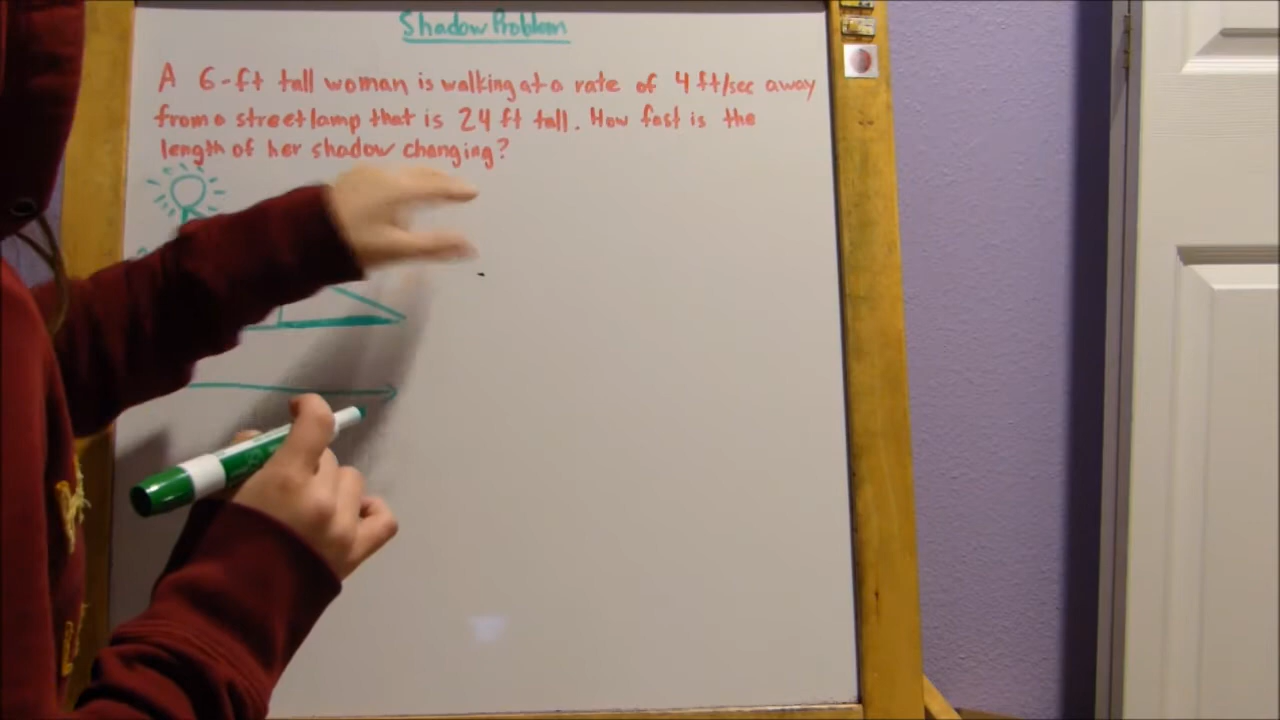 Shadow Problem
A 6-ft tall woman is walking at a rate of 4 ft/sec away
from a streetlamp that is 24 ft tall. How fast is the
length of her shadow changing?